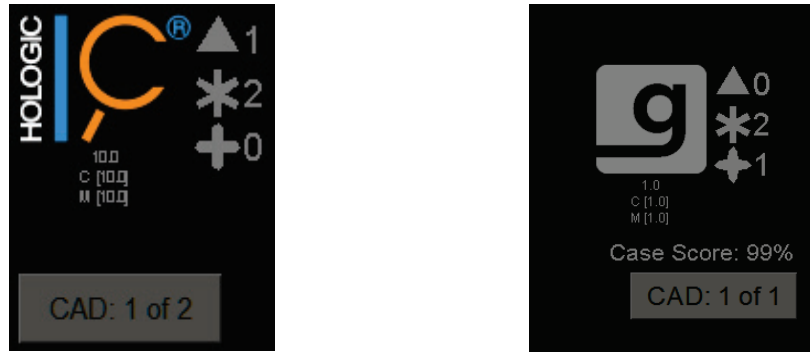 HOLOGIC
®
1
2
0
10.0
C [10.0]
M [10.0]
CAD: 1 of 2
g
0
2
1
1.0
C [1.0]
M [1.0]
Case Score: 99%
CAD: 1 of 1